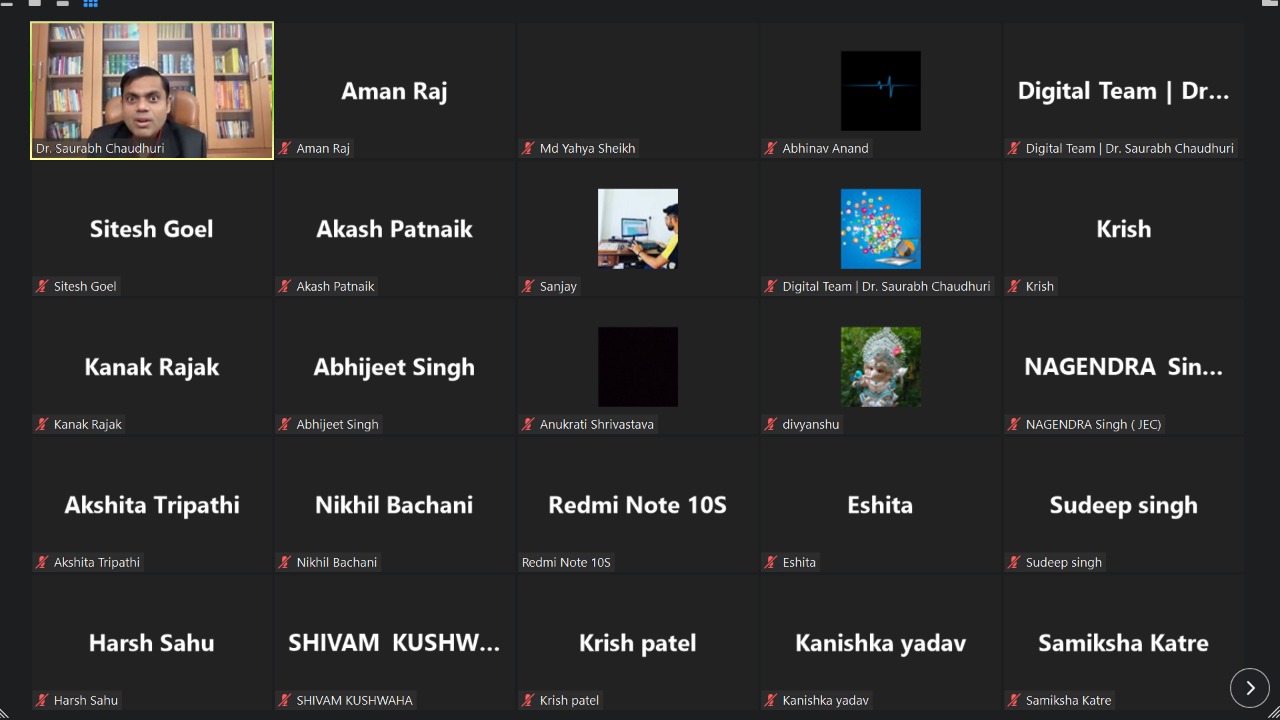 Dr. Saurabh Chaudhuri
Aman Raj
Aman Raj
Md Yahya Sheikh
Abhinav Anand
Digital Team | Dr...
Digital Team | Dr. Saurabh Chaudhuri
Sitesh Goel
Sitesh Goel
Akash Patnaik
Akash Patnaik
Sanjay
Digital Team | Dr. Saurabh Chaudhuri
Krish
Krish
Kanak Rajak
Kanak Rajak
Abhijeet Singh
Abhijeet Singh
Anukrati Shrivastava
divyanshu
NAGENDRA Sin...
NAGENDRA Singh ( JEC)
Akshita Tripathi
Akshita Tripathi
Nikhil Bachani
Nikhil Bachani
Redmi Note 10S
Redmi Note 10S
Eshita
Eshita
Sudeep singh
Sudeep singh
Harsh Sahu
Harsh Sahu
SHIVAM KUSHW...
SHIVAM KUSHWAHA
Krish patel
Krish patel
Kanishka yadav
Kanishka yadav
Samiksha Katre
Samiksha Katre